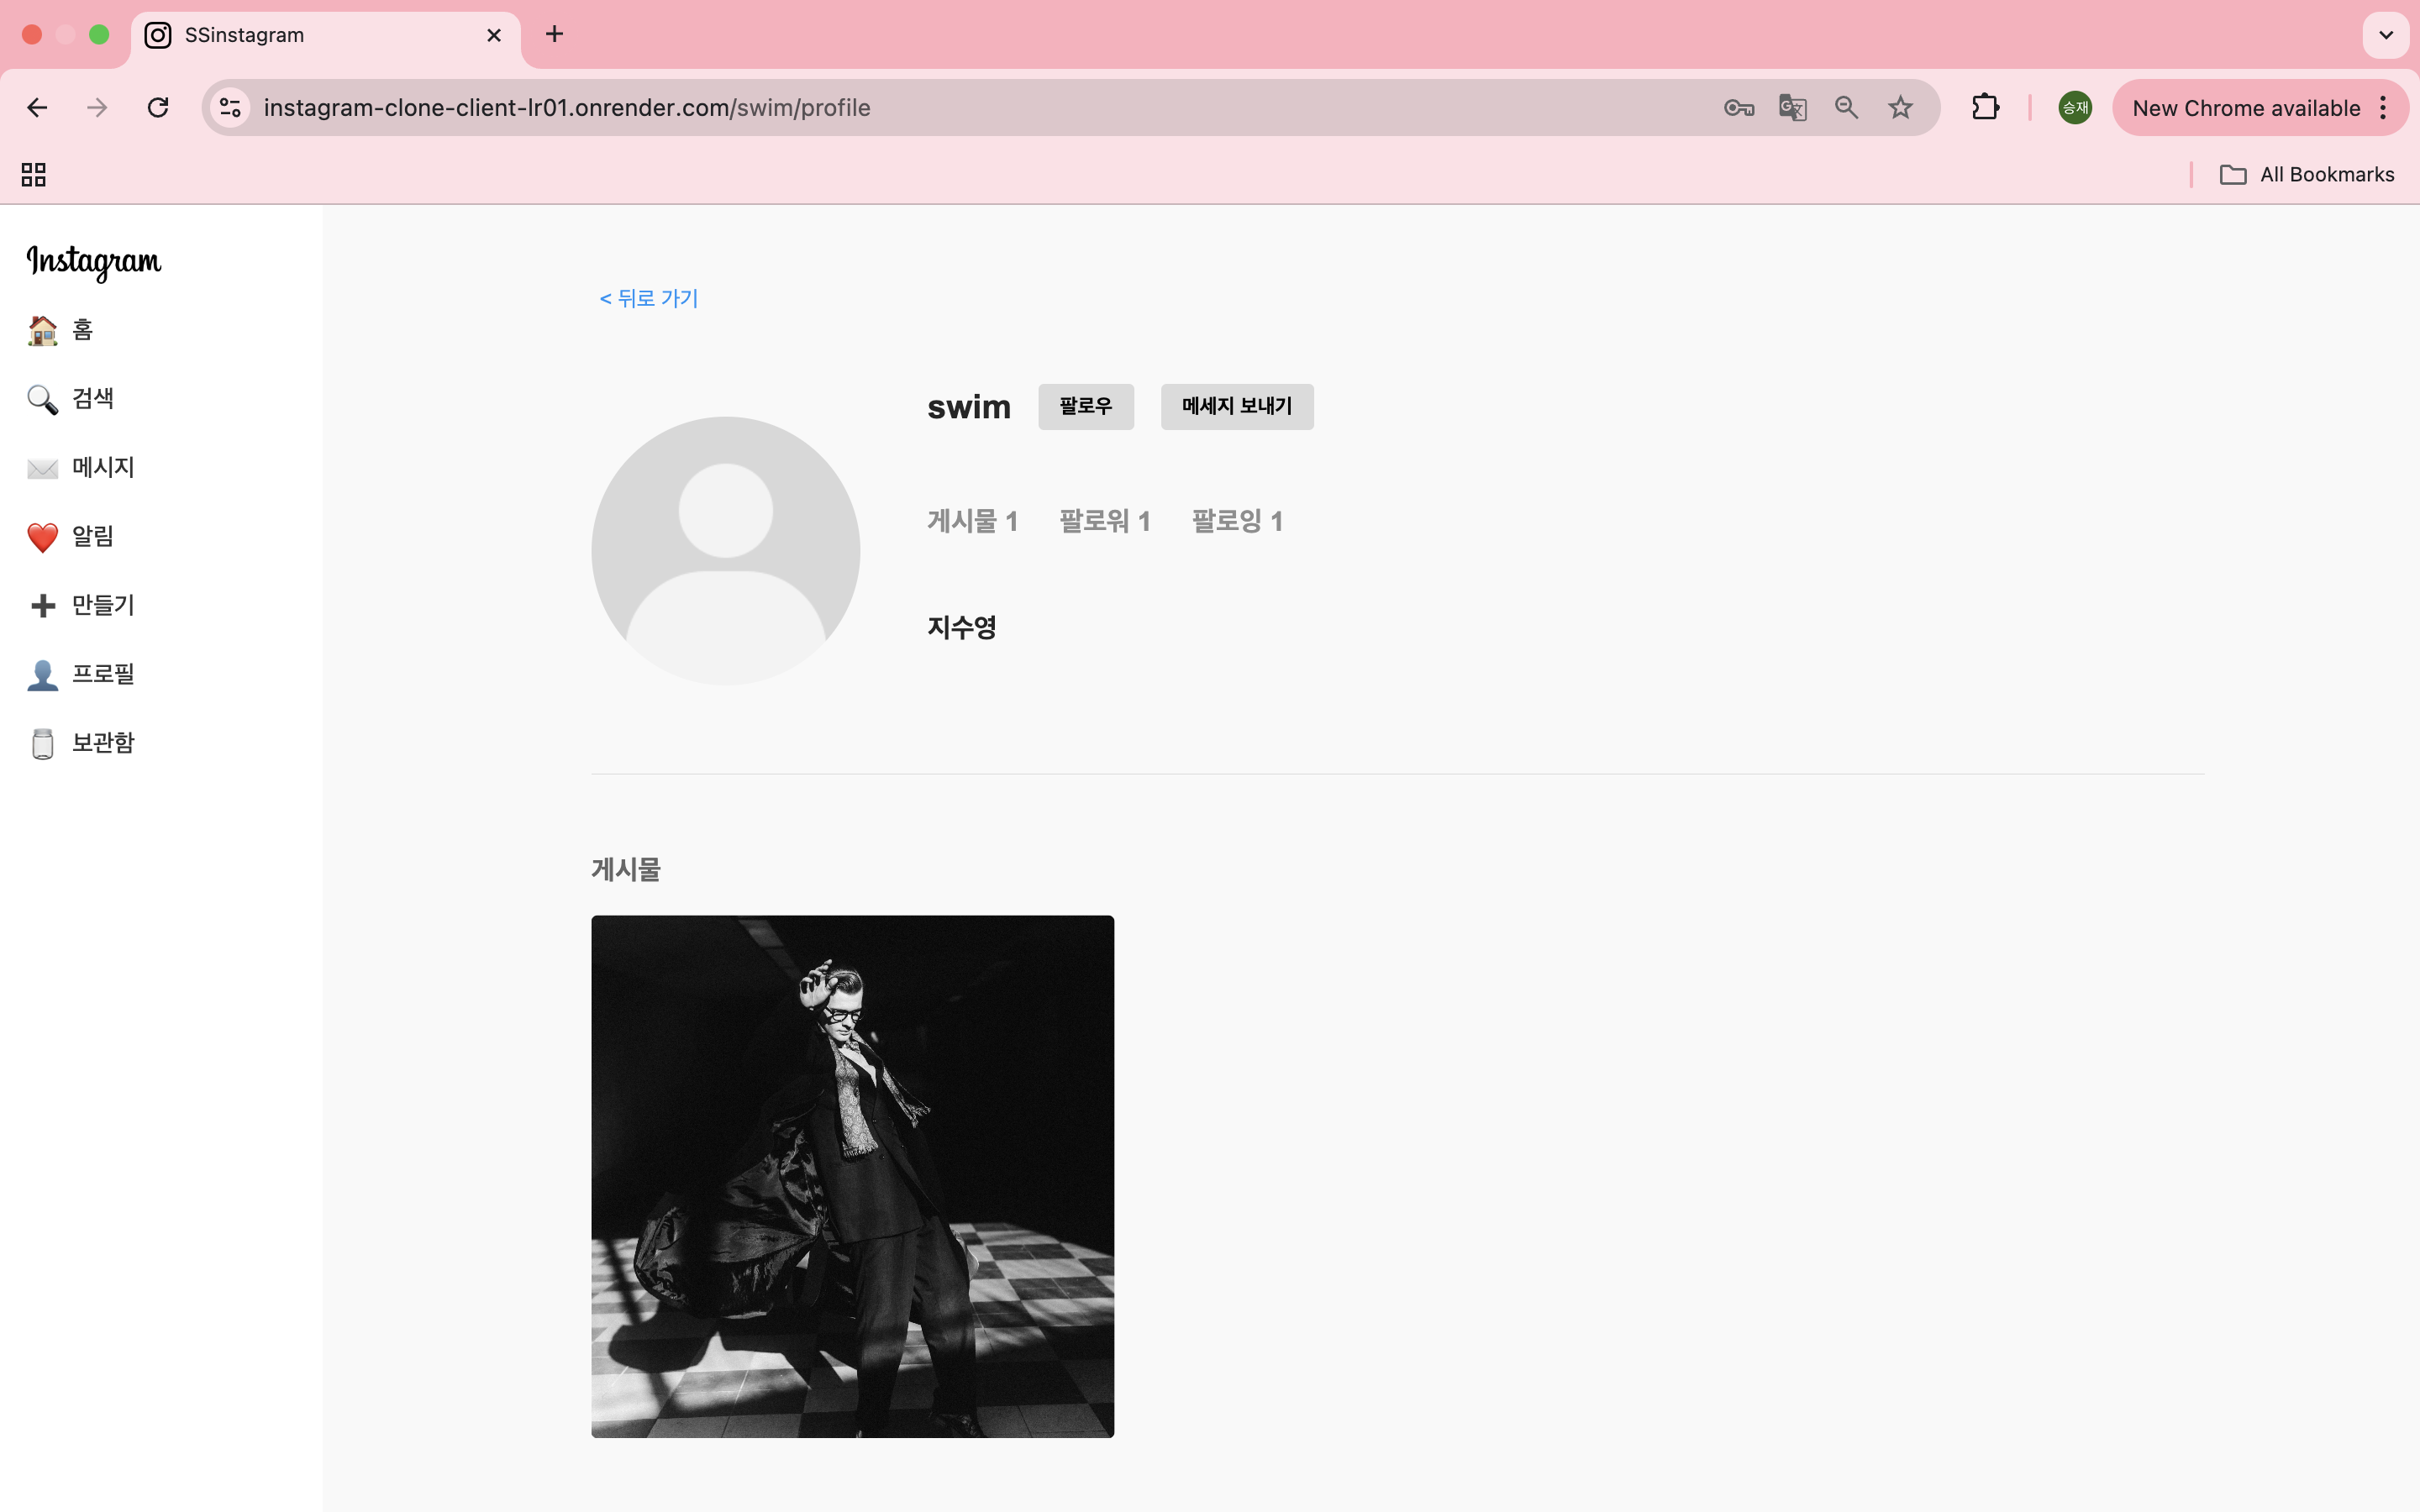 SSinstagram
instagram-clone-client-lr01.onrender.com/swim/profile
승재
New Chrome available
All Bookmarks
Instagram
홈
검색
메시지
알림
만들기
프로필
보관함
< 뒤로 가기
swim 팔로우 메세지 보내기
게시물 1 팔로워 1 팔로잉 1
지수영
게시물